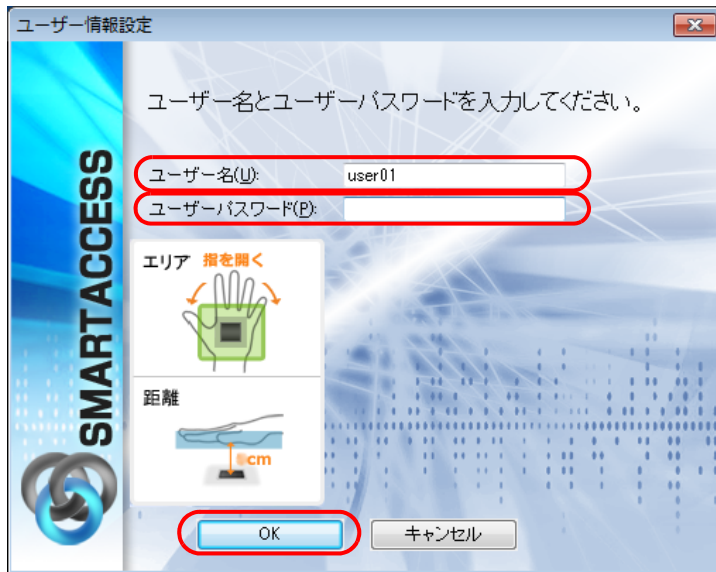 ユーザー情報設定
SMARTACCESS
ユーザー名とユーザーパスワードを入力してください。
ユーザー名(U): user01
ユーザーパスワード(P):
エリア 指を開く
距離
cm
OK キャンセル